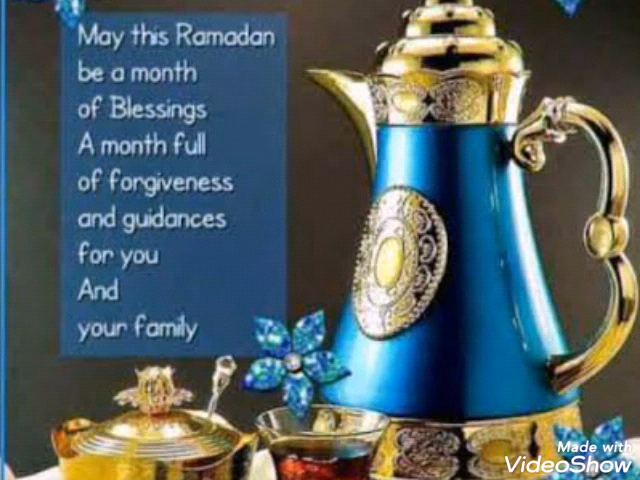 May this Ramadan
be a month
of Blessings
A month full
of forgiveness
and guidances
for you
And
your family
Made with
VideoShow